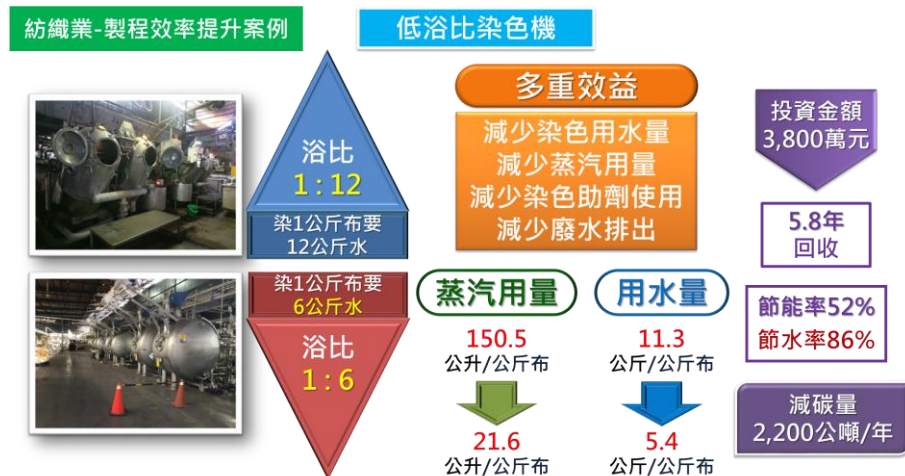 紡織業-製程效率提升案例
低浴比染色機
浴比
1：12
染1公斤布要
12公斤水
染1公斤布要
6公斤水
浴比
1：6
多重效益
減少染色用水量
減少蒸汽用量
減少染色助劑使用
減少廢水排出
蒸汽用量
150.5
公升/公斤布
21.6
公升/公斤布
用水量
11.3
公斤/公斤布
5.4
公斤/公斤布
投資金額
3,800萬元
5.8年
回收
節能率52%
節水率86%
減碳量
2,200公噸/年